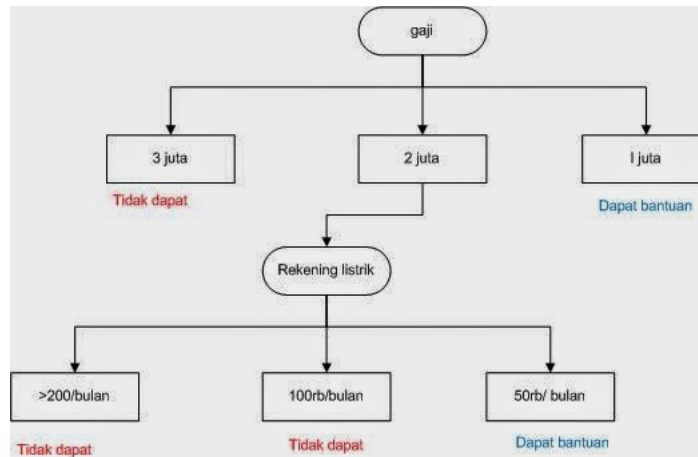 gaji
3 juta
2 juta
I juta
Tidak dapat
Dapat bantuan
Rekening listrik
>200/bulan
100rb/bulan
50rb/ bulan
Tidak dapat
Tidak dapat
Dapat bantuan